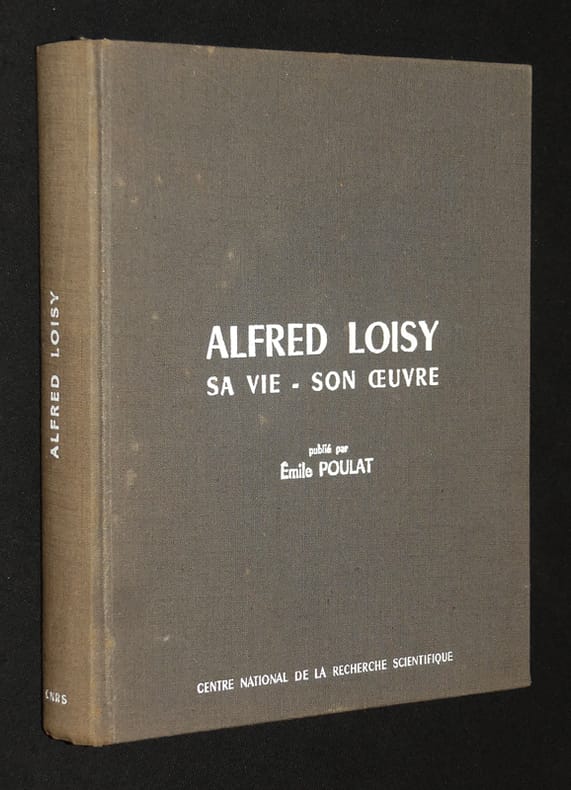 ALFRED LOISY
CNRS
ALFRED LOISY
SA VIE - SON ŒUVRE
publié par
Émile POULAT
CENTRE NATIONAL DE LA RECHERCHE SCIENTIFIQUE